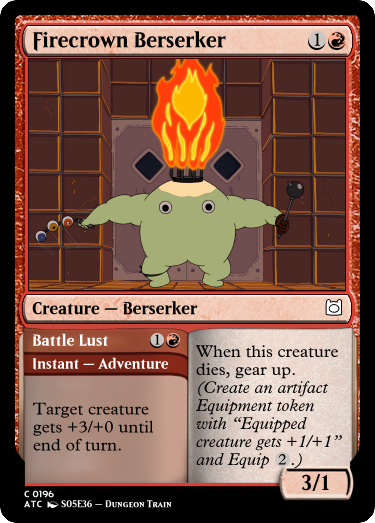 Firecrown Berserker 1
Creature — Berserker
Battle Lust 1
Instant — Adventure
Target creature
gets +3/+0 until
end of turn.
When this creature
dies, gear up.
(Create an artifact
Equipment token
with “Equipped
creature gets +1/+1”
and Equip 2.)
3/1
C 0196
ATC S05E36 – Dungeon Train